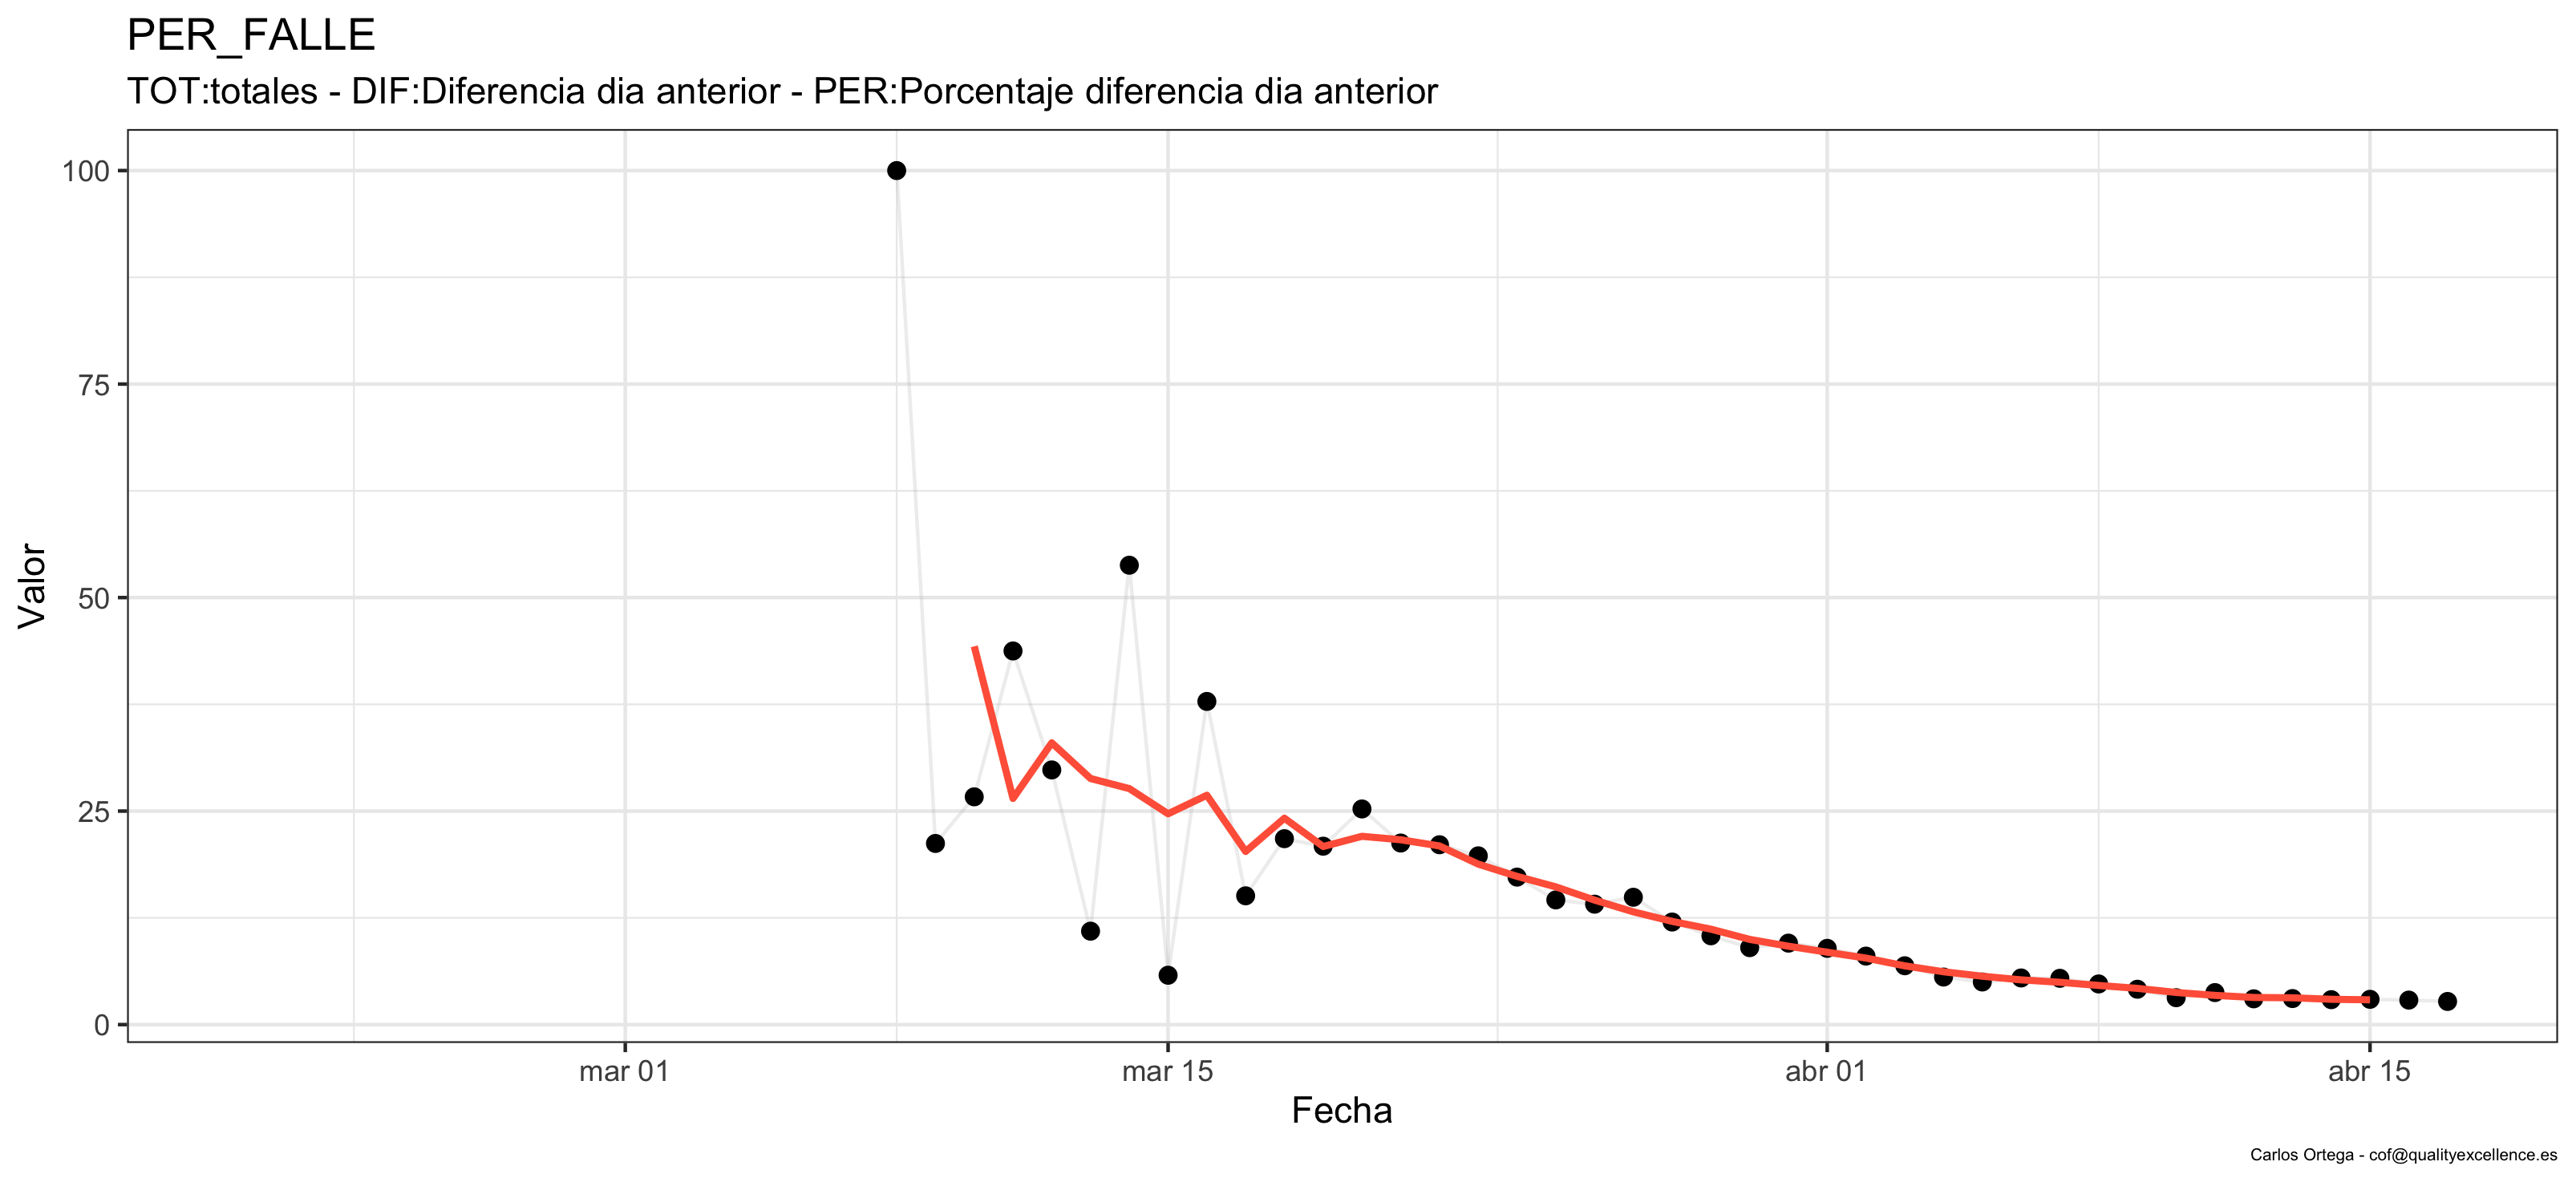 PER_FALLE
TOT:totales - DIF:Diferencia dia anterior - PER:Porcentaje diferencia dia anterior
100
75
50
25
0
Valor
mar 01
mar 15
abr 01
abr 15
Fecha
Carlos Ortega - cof@qualityexcellence.es